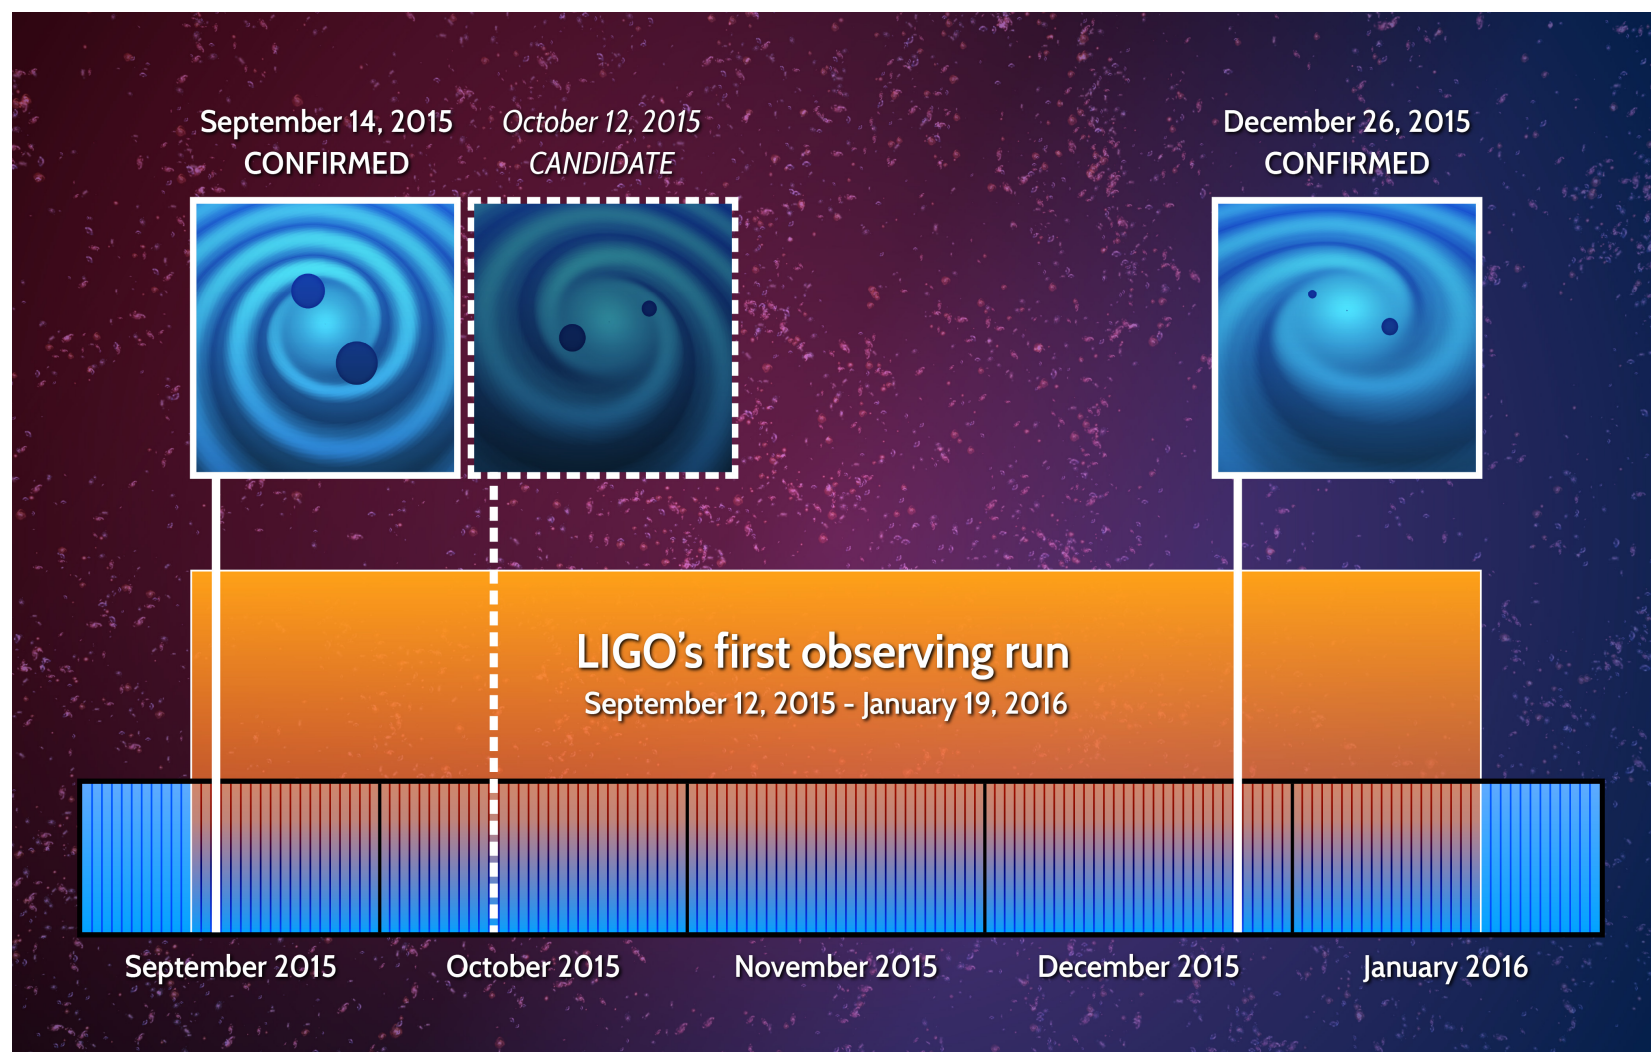 September 14, 2015
CONFIRMED
October 12, 2015
CANDIDATE
December 26, 2015
CONFIRMED
LIGO’s first observing run
September 12, 2015 - January 19, 2016
September 2015
October 2015
November 2015
December 2015
January 2016